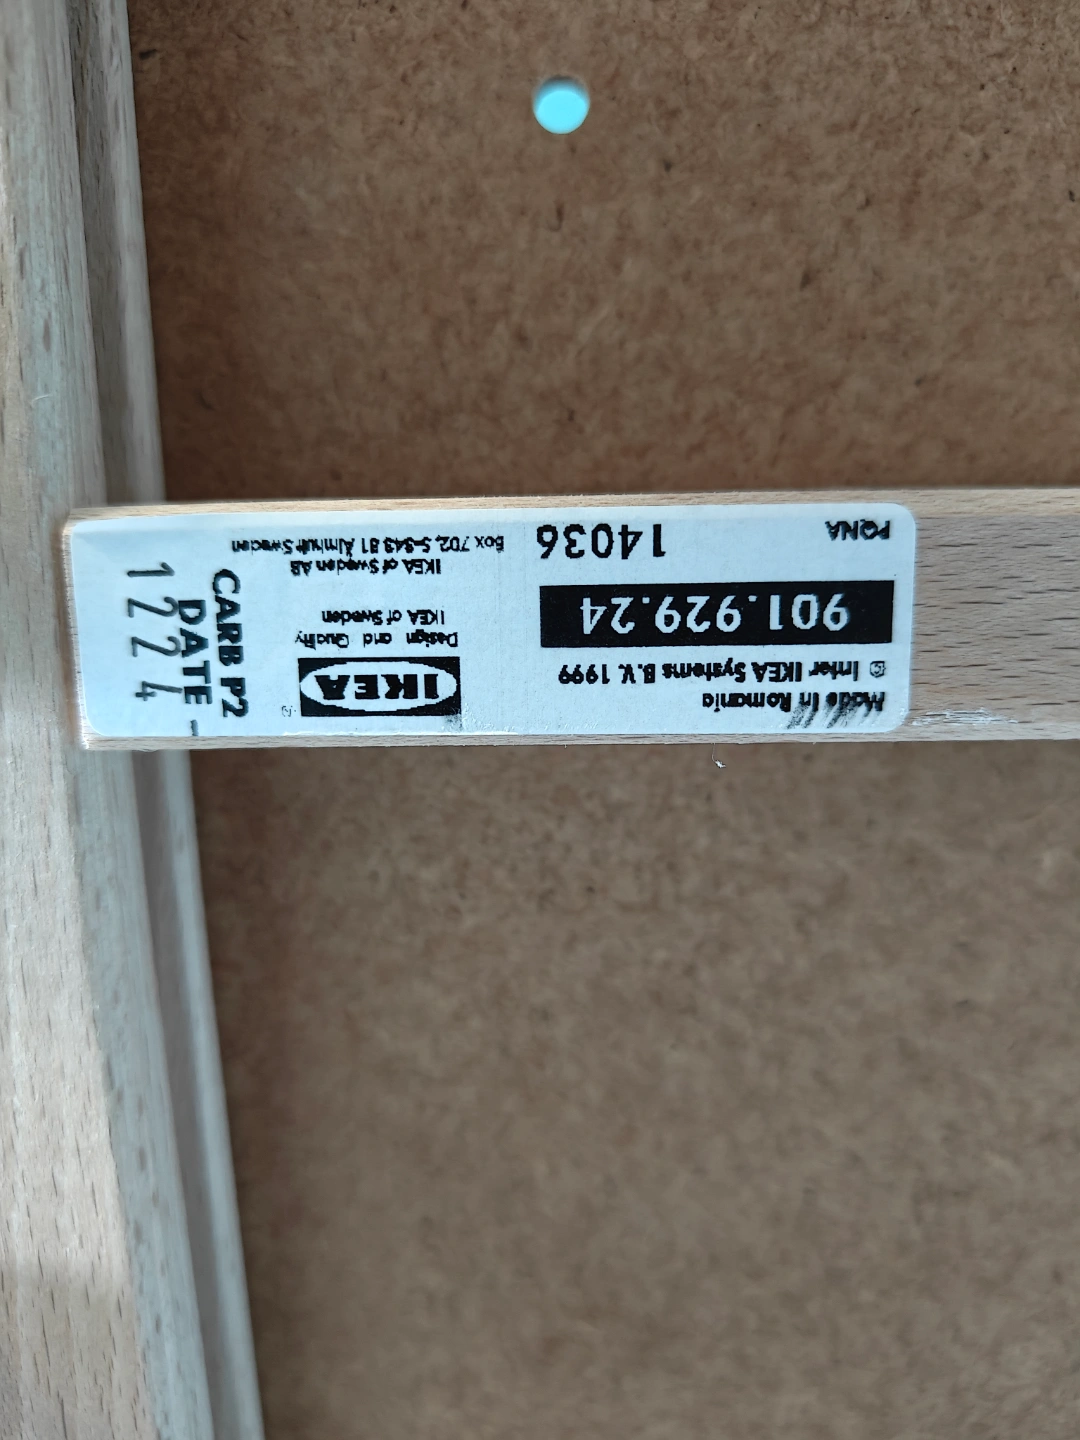 Made in Romania
© Inter IKEA Systems B.V. 1999
901.929.24
14036
PQNA
IKEA
Design and Quality
IKEA of Sweden
IKEA of Sweden AB
Box 702, S-343 81 Älmhult Sweden
CARB P2
DATE -
1224